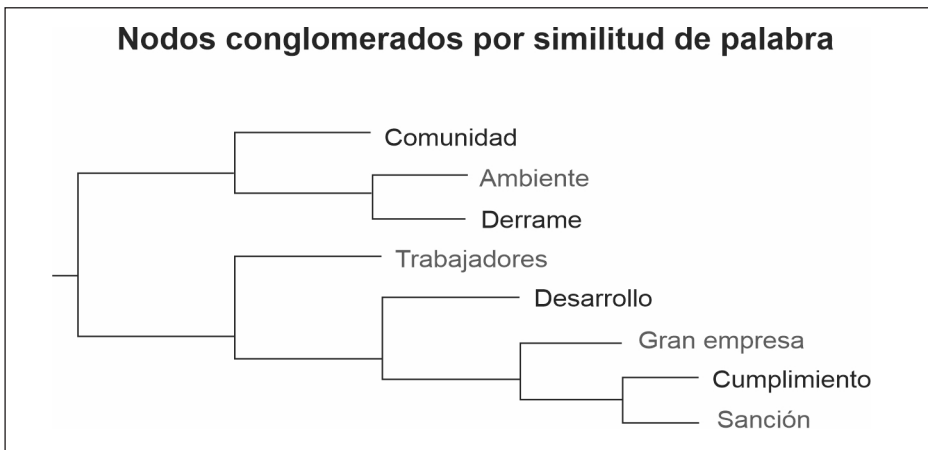 Nodos conglomerados por similitud de palabra
Comunidad
Ambiente
Derrame
Trabajadores
Desarrollo
Gran empresa
Cumplimiento
Sanción